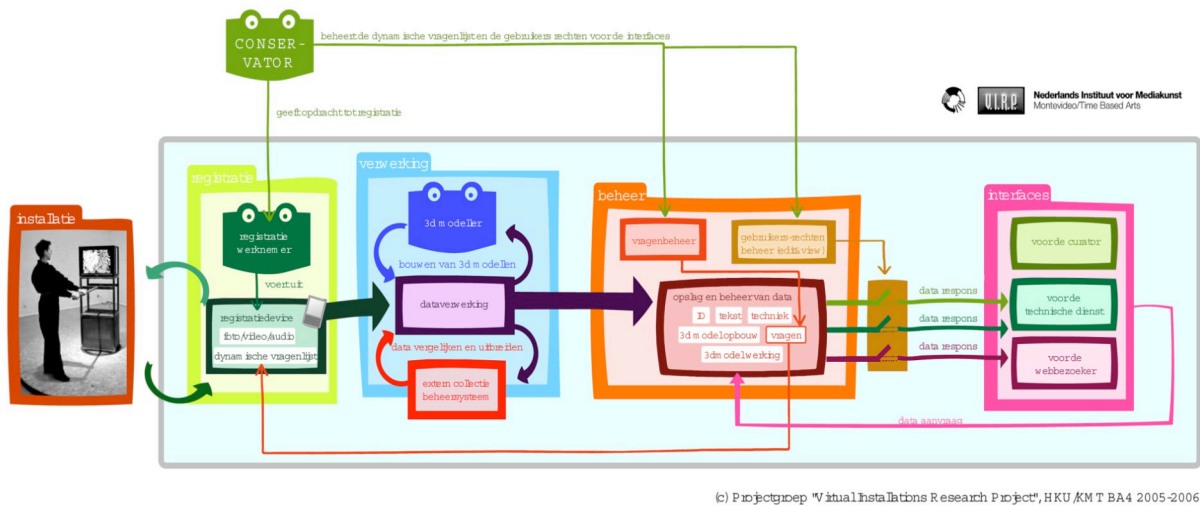 CONSER-
VATOR
beheert de dynamische vragenlijst en de gebruikers rechten voor de interfaces
geeft opdracht tot registratie
V.I.R.P.
Nederlands Instituut voor Mediakunst
Montevideo/Time Based Arts
installatie
registratie
registratie
werknemer
voert uit
registratiedevice
foto/video/audio
dynamische vragenlijst
verwerking
3d modeller
bouwen van 3d modellen
dataverwerking
data vergelijken en uitbreiden
extern collectie
beheersysteem
beheer
vragenbeheer
gebruikers-rechten
beheer (edit&view)
opslag en beheer van data
ID tekst techniek
3d modelopbouw vragen
3d modelwerking
data respons
data respons
data respons
interfaces
voor de curator
voor de
technische dienst
voor de
webbezoeker
data aanvraag
(c) Projectgroep "Virtual Installations Research Project", HKU/KMT BA4 2005-2006